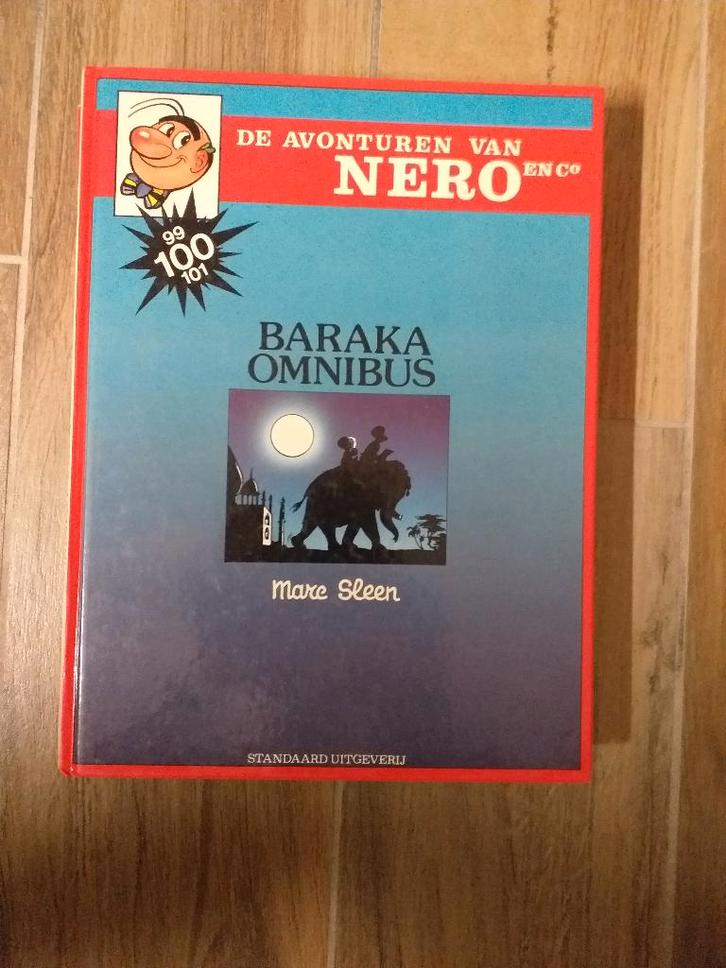 DE AVONTUREN VAN
NERO EN Co
99
100
101
BARAKA
OMNIBUS
Marc Sleen
STANDAARD UITGEVERIJ